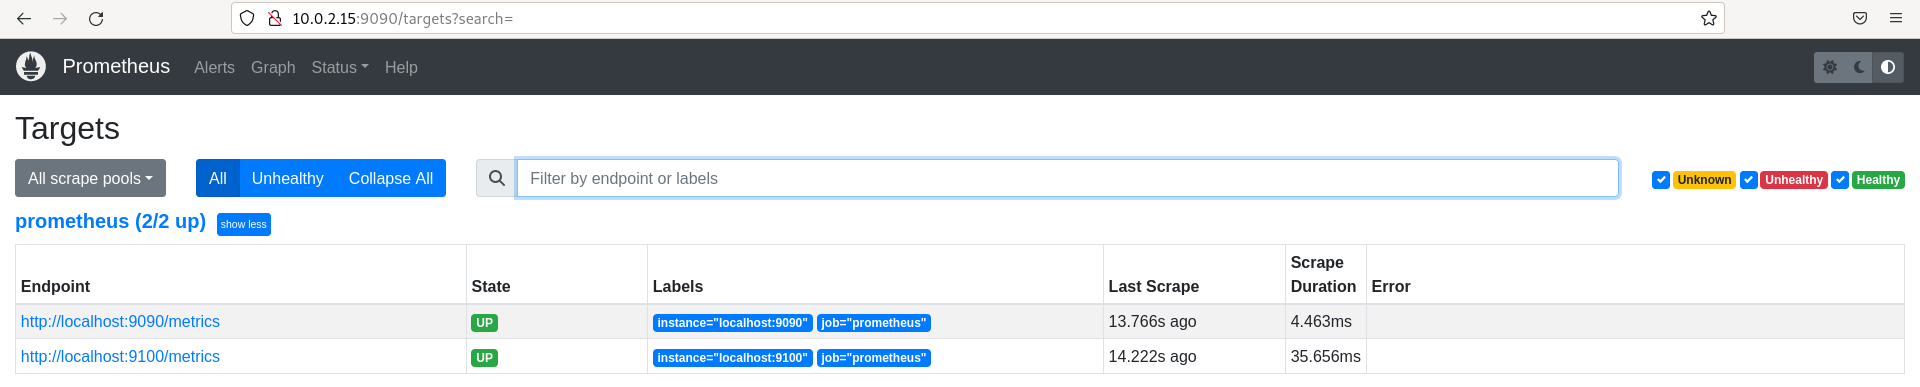 10.0.2.15:9090/targets?search=
Prometheus Alerts Graph Status Help
Targets
All scrape pools All Unhealthy Collapse All Filter by endpoint or labels Unknown Unhealthy Healthy
prometheus (2/2 up) show less
Endpoint State Labels Last Scrape Scrape Duration Error
http://localhost:9090/metrics UP instance="localhost:9090" job="prometheus" 13.766s ago 4.463ms
http://localhost:9100/metrics UP instance="localhost:9100" job="prometheus" 14.222s ago 35.656ms